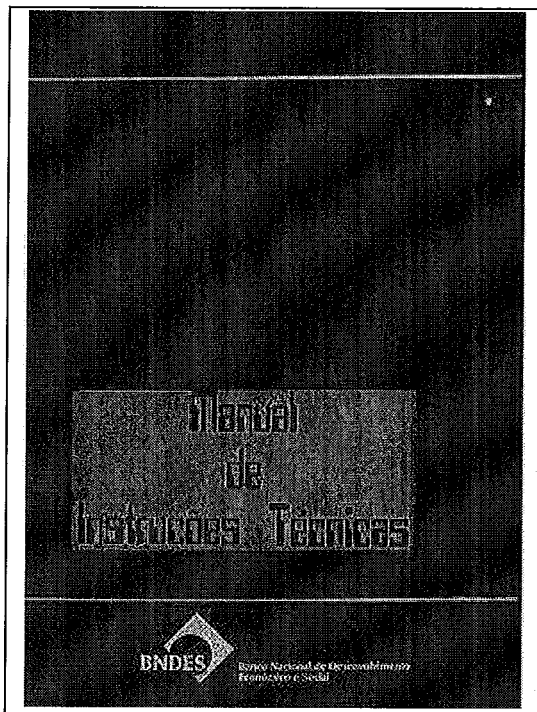 Manual
de
Instruções Técnicas
BNDES
Banco Nacional de Desenvolvimento
Econômico e Social